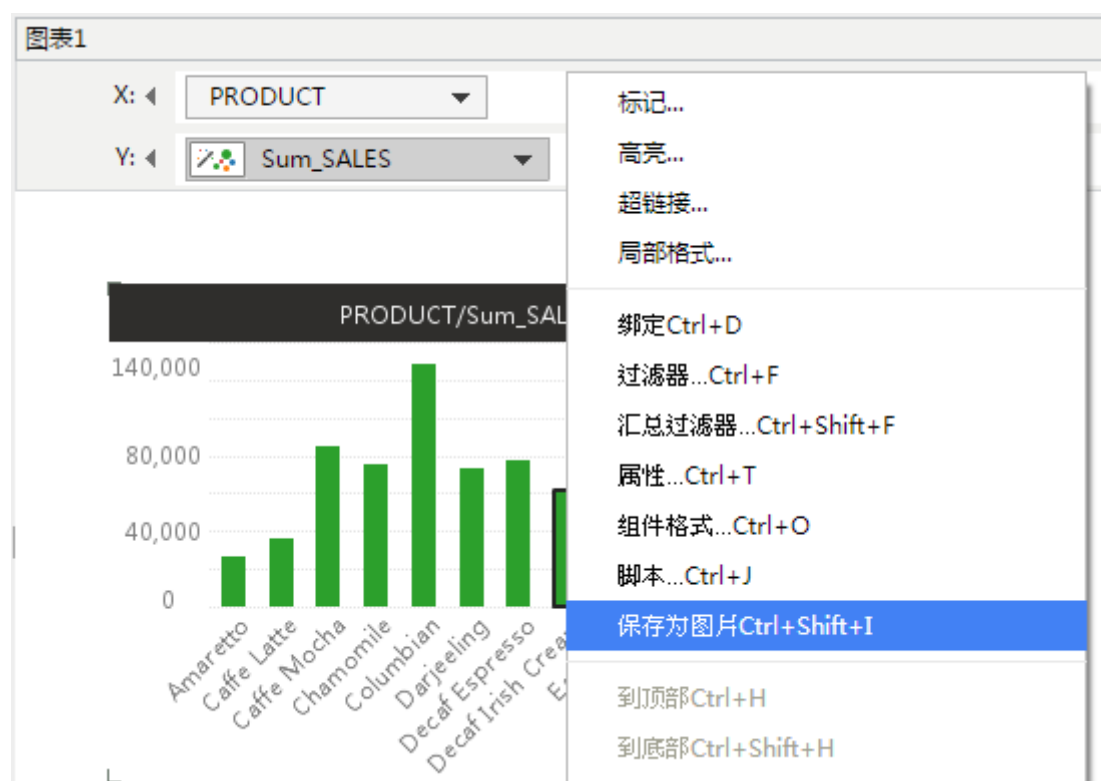 图表1
X:
PRODUCT
Y:
Sum_SALES
PRODUCT/Sum_SAL
140,000
80,000
40,000
0
Amaretto
Caffe Latte
Caffe Mocha
Chamomile
Columbian
Darjeeling
Decaf Espresso
Decaf Irish Crea
E
标记...
高亮...
超链接...
局部格式...
绑定Ctrl+D
过滤器...Ctrl+F
汇总过滤器...Ctrl+Shift+F
属性...Ctrl+T
组件格式...Ctrl+O
脚本...Ctrl+J
保存为图片Ctrl+Shift+I
到顶部Ctrl+H
到底部Ctrl+Shift+H